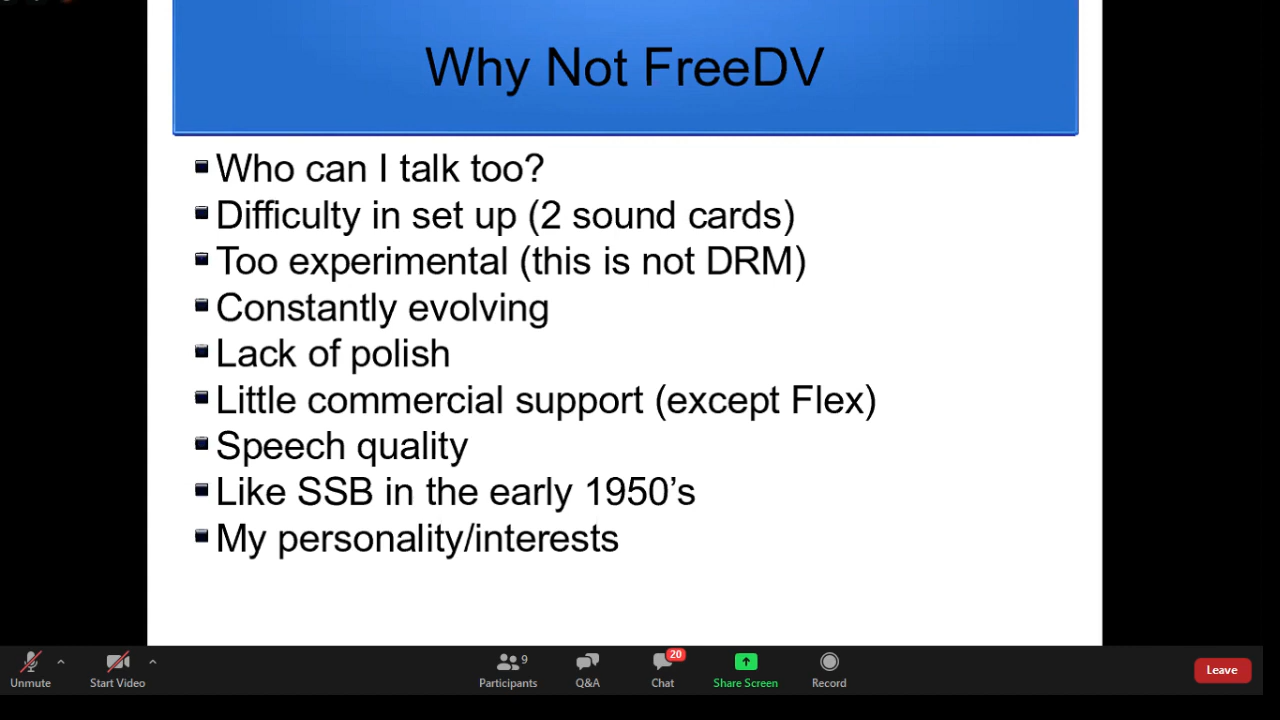 Why Not FreeDV
Who can I talk too?
Difficulty in set up (2 sound cards)
Too experimental (this is not DRM)
Constantly evolving
Lack of polish
Little commercial support (except Flex)
Speech quality
Like SSB in the early 1950’s
My personality/interests
9
20
Unmute
Start Video
Participants
Q&A
Chat
Share Screen
Record
Leave